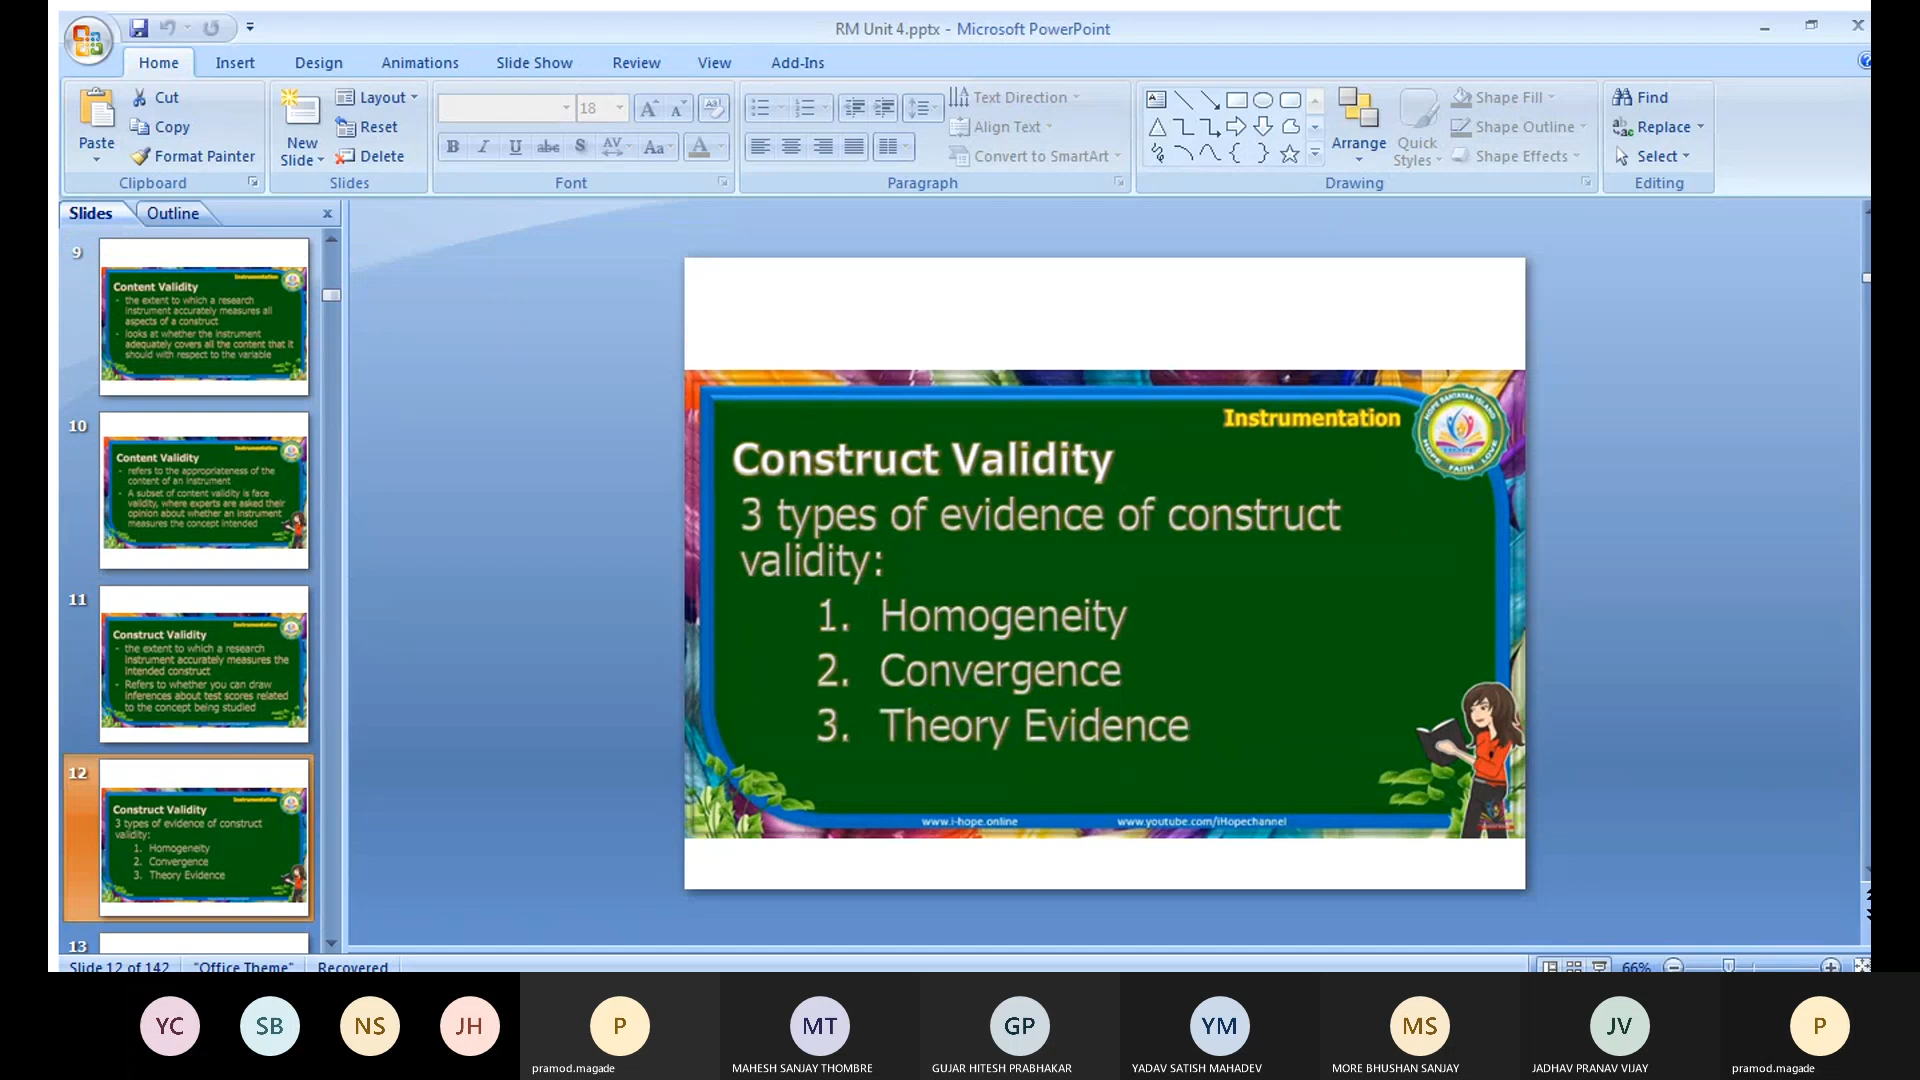 RM Unit 4.pptx - Microsoft PowerPoint
Home
Insert
Design
Animations
Slide Show
Review
View
Add-Ins
Paste
Cut
Copy
Format Painter
Clipboard
New
Slide
Layout
Reset
Delete
Slides
18
Font
Text Direction
Align Text
Convert to SmartArt
Paragraph
Arrange
Quick
Styles
Shape Fill
Shape Outline
Shape Effects
Drawing
Find
Replace
Select
Editing
Slides
Outline
9
Instrumentation
Content Validity
- the extent to which a research
instrument accurately measures all
aspects of a construct
- looks at whether the instrument
adequately covers all the content that it
should with respect to the variable
10
Instrumentation
Content Validity
- refers to the appropriateness of the
content of an instrument
- A subset of content validity is face
validity, where experts are asked their
opinion about whether an instrument
measures the concept intended
11
Instrumentation
Construct Validity
- the extent to which a research
instrument accurately measures the
intended construct
- Refers to whether you can draw
inferences about test scores related
to the concept being studied
12
Instrumentation
Construct Validity
3 types of evidence of construct
validity:
1. Homogeneity
2. Convergence
3. Theory Evidence
13
Instrumentation
HOPE BANTAYAN ISLAND
HOPE
HOPE FAITH LOVE
Construct Validity
3 types of evidence of construct
validity:
1. Homogeneity
2. Convergence
3. Theory Evidence
www.i-hope.online
www.youtube.com/iHopechannel
Slide 12 of 142
"Office Theme"
Recovered
66%
YC
SB
NS
JH
P
pramod.magade
MT
MAHESH SANJAY THOMBRE
GP
GUJAR HITESH PRABHAKAR
YM
YADAV SATISH MAHADEV
MS
MORE BHUSHAN SANJAY
JV
JADHAV PRANAV VIJAY
P
pramod.magade